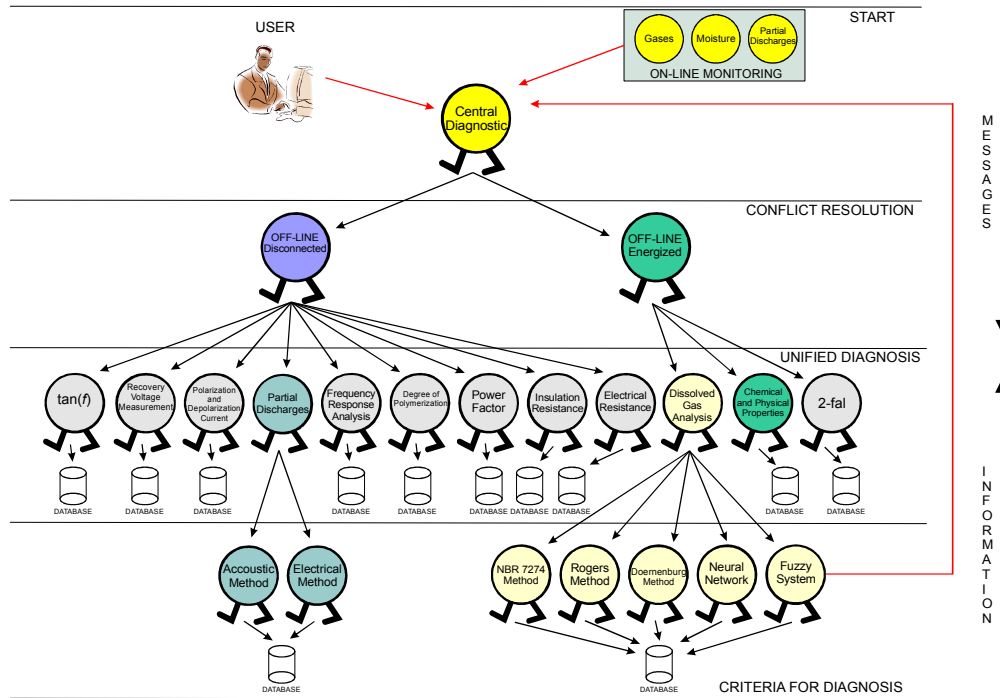 START
USER
Gases
Moisture
Partial
Discharges
ON-LINE MONITORING
Central
Diagnostic
MESSAGES
CONFLICT RESOLUTION
OFF-LINE
Disconnected
OFF-LINE
Energized
UNIFIED DIAGNOSIS
tan(f)
Recovery
Voltage
Measurement
Polarization
and
Depolarization
Current
Partial
Discharges
Frequency
Response
Analysis
Degree of
Polymerization
Power
Factor
Insulation
Resistance
Electrical
Resistance
Dissolved
Gas
Analysis
Chemical
and Physical
Properties
2-fal
DATABASE
DATABASE
DATABASE
DATABASE
DATABASE
DATABASE
DATABASE
DATABASE
DATABASE
DATABASE
INFORMATION
Accoustic
Method
Electrical
Method
NBR 7274
Method
Rogers
Method
Doernenburg
Method
Neural
Network
Fuzzy
System
DATABASE
DATABASE
CRITERIA FOR DIAGNOSIS